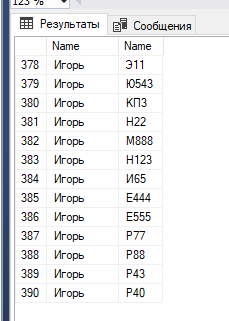 123 %
Результаты Сообщения
Name Name
378 Игорь Э11
379 Игорь Ю543
380 Игорь КП3
381 Игорь Н22
382 Игорь М888
383 Игорь Н123
384 Игорь И65
385 Игорь Е444
386 Игорь Е555
387 Игорь Р77
388 Игорь Р88
389 Игорь Р43
390 Игорь Р40